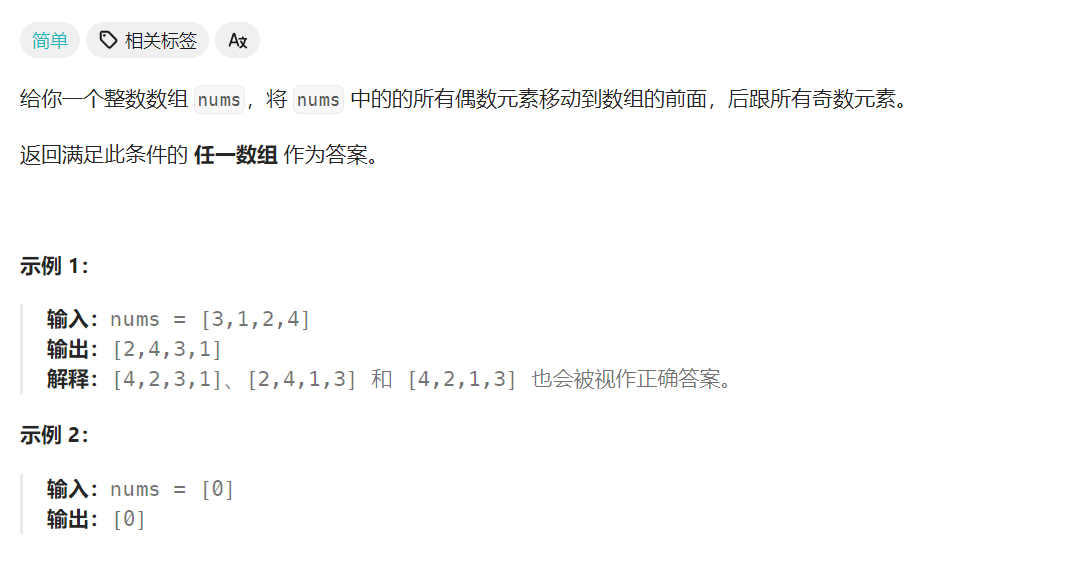 简单 相关标签
给你一个整数数组 nums，将 nums 中的的所有偶数元素移动到数组的前面，后跟所有奇数元素。
返回满足此条件的 任一数组 作为答案。
示例 1：
输入：nums = [3,1,2,4]
输出：[2,4,3,1]
解释：[4,2,3,1]、[2,4,1,3] 和 [4,2,1,3] 也会被视作正确答案。
示例 2：
输入：nums = [0]
输出：[0]